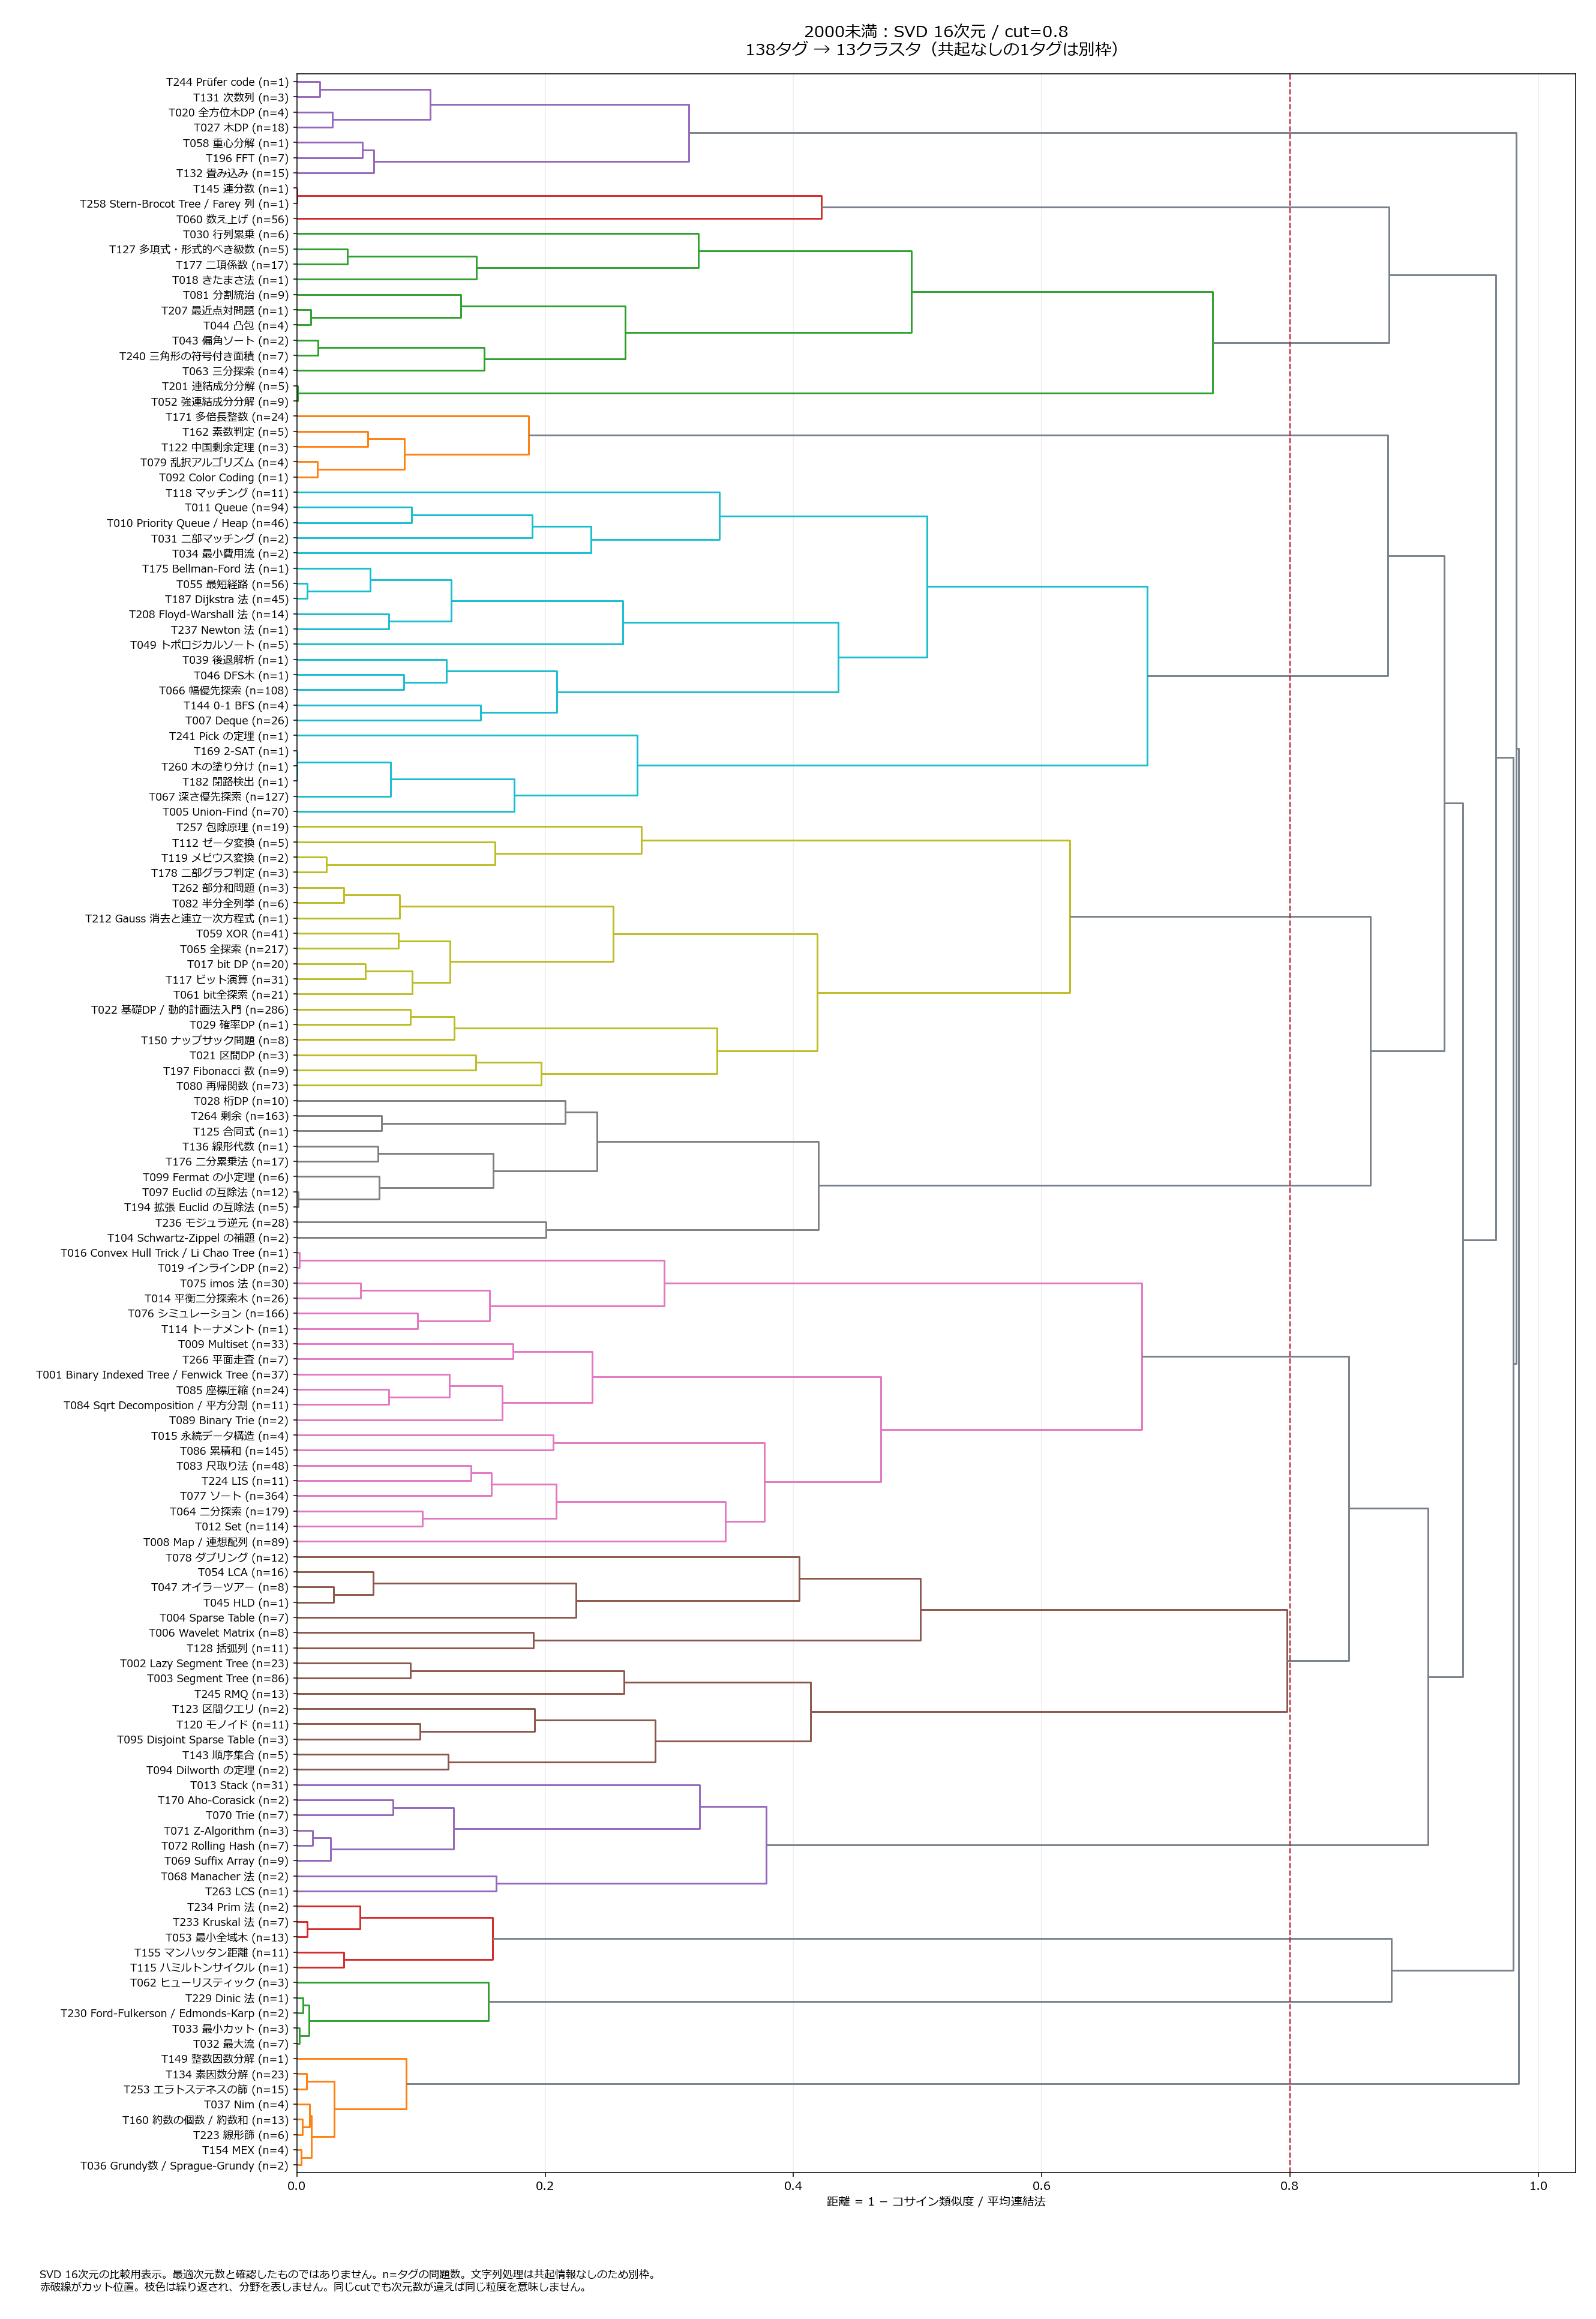 2000未満：SVD 16次元 / cut=0.8
138タグ → 13クラスタ（共起なしの1タグは別枠）
T244 Prüfer code (n=1)
T131 次数列 (n=3)
T020 全方位木DP (n=4)
T027 木DP (n=18)
T058 重心分解 (n=1)
T196 FFT (n=7)
T132 畳み込み (n=15)
T145 連分数 (n=1)
T258 Stern-Brocot Tree / Farey 列 (n=1)
T060 数え上げ (n=56)
T030 行列累乗 (n=6)
T127 多項式・形式的べき級数 (n=5)
T177 二項係数 (n=17)
T018 きたまさ法 (n=1)
T081 分割統治 (n=9)
T207 最近点対問題 (n=1)
T044 凸包 (n=4)
T043 偏角ソート (n=2)
T240 三角形の符号付き面積 (n=7)
T063 三分探索 (n=4)
T201 連結成分分解 (n=5)
T052 強連結成分分解 (n=9)
T171 多倍長整数 (n=24)
T162 素数判定 (n=5)
T122 中国剰余定理 (n=3)
T079 乱択アルゴリズム (n=4)
T092 Color Coding (n=1)
T118 マッチング (n=11)
T011 Queue (n=94)
T010 Priority Queue / Heap (n=46)
T031 二部マッチング (n=2)
T034 最小費用流 (n=2)
T175 Bellman-Ford 法 (n=1)
T055 最短経路 (n=56)
T187 Dijkstra 法 (n=45)
T208 Floyd-Warshall 法 (n=14)
T237 Newton 法 (n=1)
T049 トポロジカルソート (n=5)
T039 後退解析 (n=1)
T046 DFS木 (n=1)
T066 幅優先探索 (n=108)
T144 0-1 BFS (n=4)
T007 Deque (n=26)
T241 Pick の定理 (n=1)
T169 2-SAT (n=1)
T260 木の塗り分け (n=1)
T182 閉路検出 (n=1)
T067 深さ優先探索 (n=127)
T005 Union-Find (n=70)
T257 包除原理 (n=19)
T112 ゼータ変換 (n=5)
T119 メビウス変換 (n=2)
T178 二部グラフ判定 (n=3)
T262 部分和問題 (n=3)
T082 半分全列挙 (n=6)
T212 Gauss 消去と連立一次方程式 (n=1)
T059 XOR (n=41)
T065 全探索 (n=217)
T017 bit DP (n=20)
T117 ビット演算 (n=31)
T061 bit全探索 (n=21)
T022 基礎DP / 動的計画法入門 (n=286)
T029 確率DP (n=1)
T150 ナップサック問題 (n=8)
T021 区間DP (n=3)
T197 Fibonacci 数 (n=9)
T080 再帰関数 (n=73)
T028 桁DP (n=10)
T264 剰余 (n=163)
T125 合同式 (n=1)
T136 線形代数 (n=1)
T176 二分累乗法 (n=17)
T099 Fermat の小定理 (n=6)
T097 Euclid の互除法 (n=12)
T194 拡張 Euclid の互除法 (n=5)
T236 モジュラ逆元 (n=28)
T104 Schwartz-Zippel の補題 (n=2)
T016 Convex Hull Trick / Li Chao Tree (n=1)
T019 インラインDP (n=2)
T075 imos 法 (n=30)
T014 平衡二分探索木 (n=26)
T076 シミュレーション (n=166)
T114 トーナメント (n=1)
T009 Multiset (n=33)
T266 平面走査 (n=7)
T001 Binary Indexed Tree / Fenwick Tree (n=37)
T085 座標圧縮 (n=24)
T084 Sqrt Decomposition / 平方分割 (n=11)
T089 Binary Trie (n=2)
T015 永続データ構造 (n=4)
T086 累積和 (n=145)
T083 尺取り法 (n=48)
T224 LIS (n=11)
T077 ソート (n=364)
T064 二分探索 (n=179)
T012 Set (n=114)
T008 Map / 連想配列 (n=89)
T078 ダブリング (n=12)
T054 LCA (n=16)
T047 オイラーツアー (n=8)
T045 HLD (n=1)
T004 Sparse Table (n=7)
T006 Wavelet Matrix (n=8)
T128 括弧列 (n=11)
T002 Lazy Segment Tree (n=23)
T003 Segment Tree (n=86)
T245 RMQ (n=13)
T123 区間クエリ (n=2)
T120 モノイド (n=11)
T095 Disjoint Sparse Table (n=3)
T143 順序集合 (n=5)
T094 Dilworth の定理 (n=2)
T013 Stack (n=31)
T170 Aho-Corasick (n=2)
T070 Trie (n=7)
T071 Z-Algorithm (n=3)
T072 Rolling Hash (n=7)
T069 Suffix Array (n=9)
T068 Manacher 法 (n=2)
T263 LCS (n=1)
T234 Prim 法 (n=2)
T233 Kruskal 法 (n=7)
T053 最小全域木 (n=13)
T155 マンハッタン距離 (n=11)
T115 ハミルトンサイクル (n=1)
T062 ヒューリスティック (n=3)
T229 Dinic 法 (n=1)
T230 Ford-Fulkerson / Edmonds-Karp (n=2)
T033 最小カット (n=3)
T032 最大流 (n=7)
T149 整数因数分解 (n=1)
T134 素因数分解 (n=23)
T253 エラトステネスの篩 (n=15)
T037 Nim (n=4)
T160 約数の個数 / 約数和 (n=13)
T223 線形篩 (n=6)
T154 MEX (n=4)
T036 Grundy数 / Sprague-Grundy (n=2)
0.0 0.2 0.4 0.6 0.8 1.0
距離 = 1 − コサイン類似度 / 平均連結法
SVD 16次元の比較用表示。最適次元数と確認したものではありません。n=タグの問題数。文字列処理は共起情報なしのため別枠。
赤破線がカット位置。枝色は繰り返され、分野を表しません。同じcutでも次元数が違えば同じ粒度を意味しません。